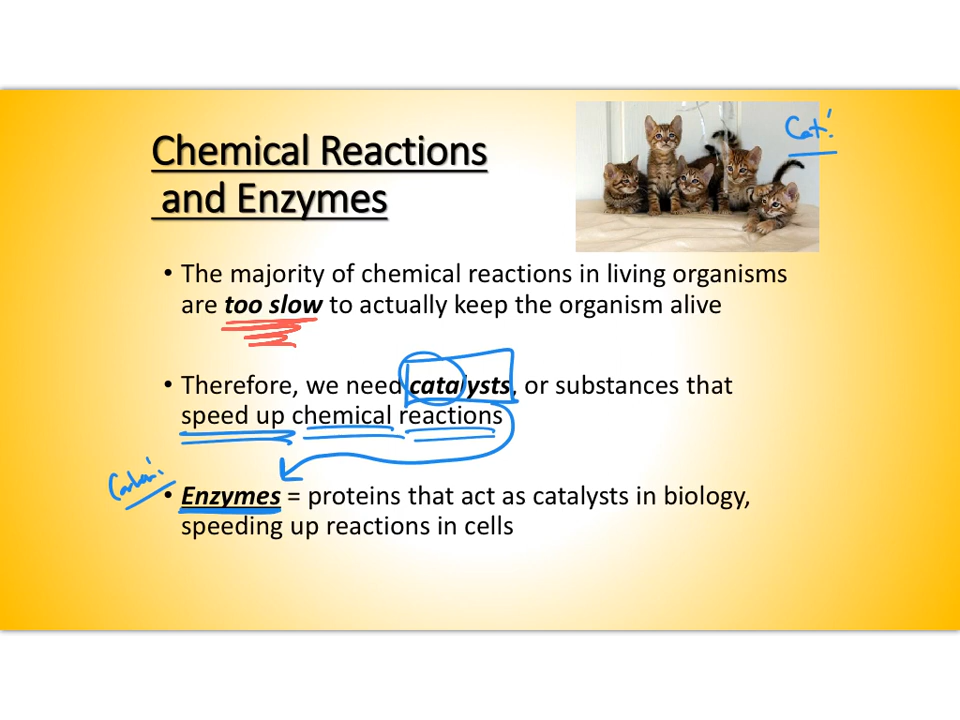 Chemical Reactions
and Enzymes
Cat!
• The majority of chemical reactions in living organisms
are too slow to actually keep the organism alive
• Therefore, we need catalysts, or substances that
speed up chemical reactions
• Enzymes = proteins that act as catalysts in biology,
speeding up reactions in cells